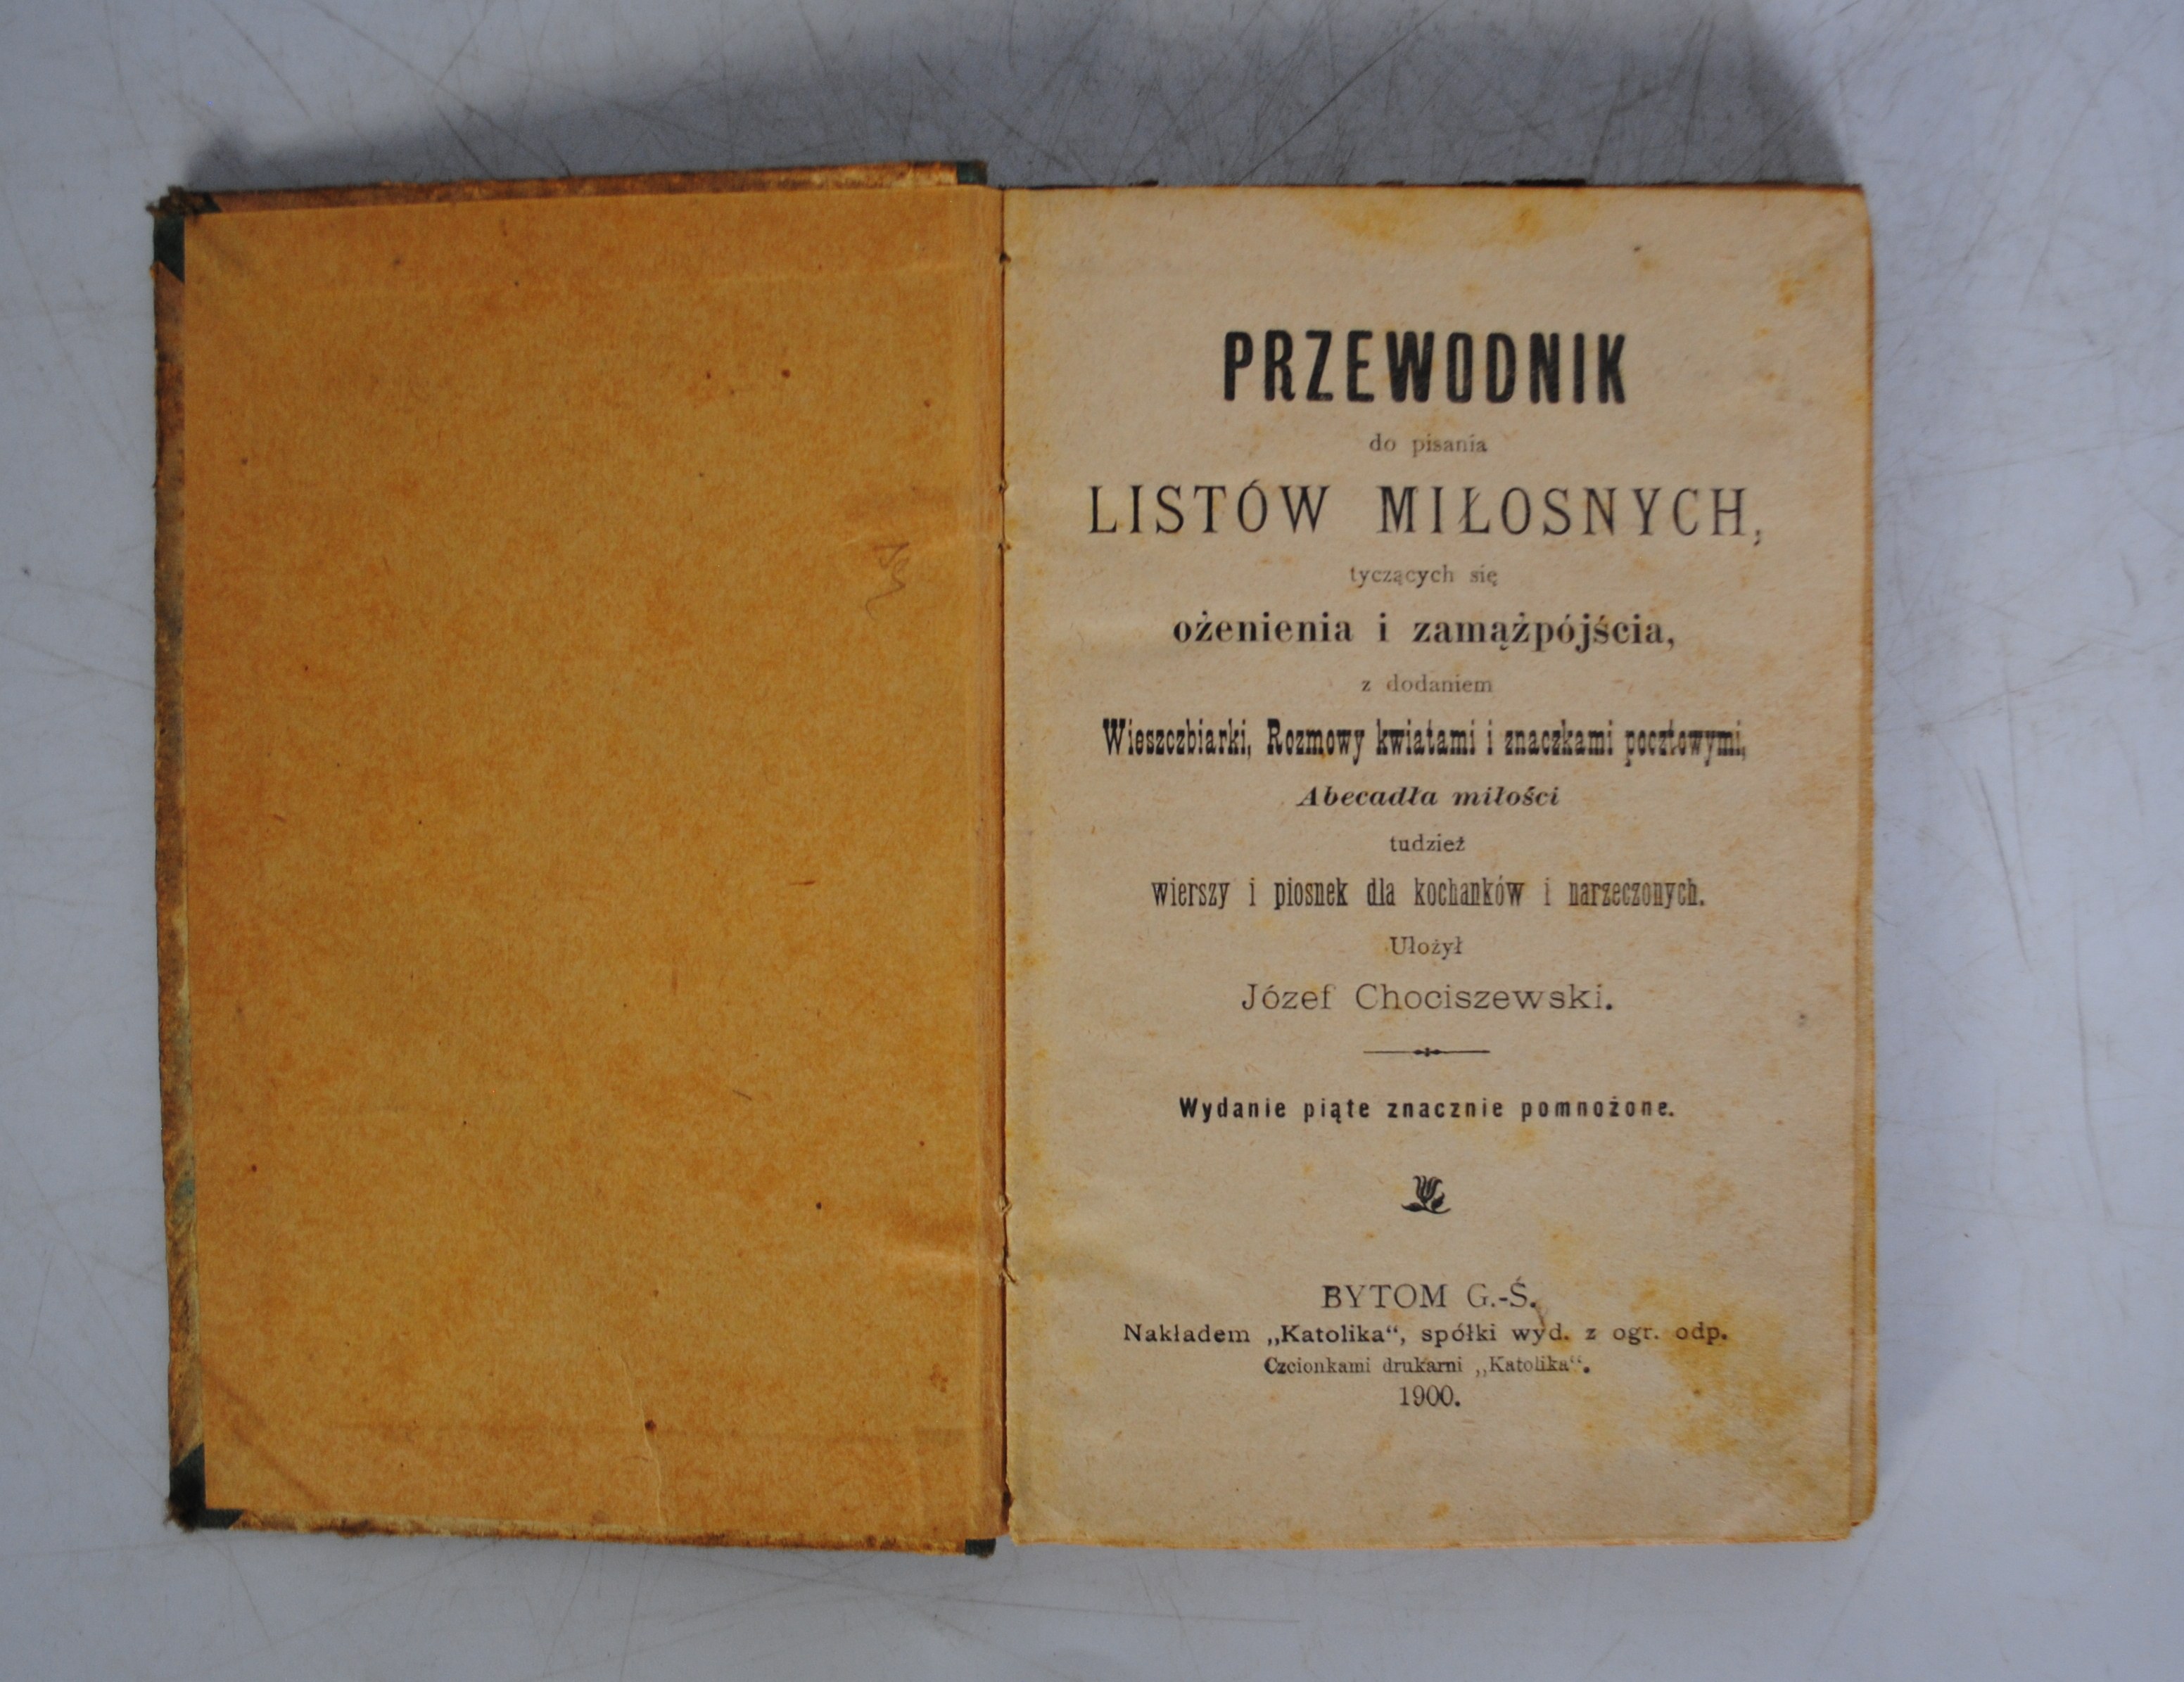 PRZEWODNIK
do pisania
LISTÓW MIŁOSNYCH,
tyczących się
ożenienia i zamążpójścia,
z dodaniem
Wieszczbiarki, Rozmowy kwiatami i znaczkami pocztowymi,
Abecadła miłości
tudzież
wierszy i piosnek dla kochanków i narzeczonych.
Ułożył
Józef Chociszewski.
Wydanie piąte znacznie pomnożone.
BYTOM G.-Ś.
Nakładem „Katolika“, spółki wyd. z ogr. odp.
Czcionkami drukarni „Katolika“.
1900.